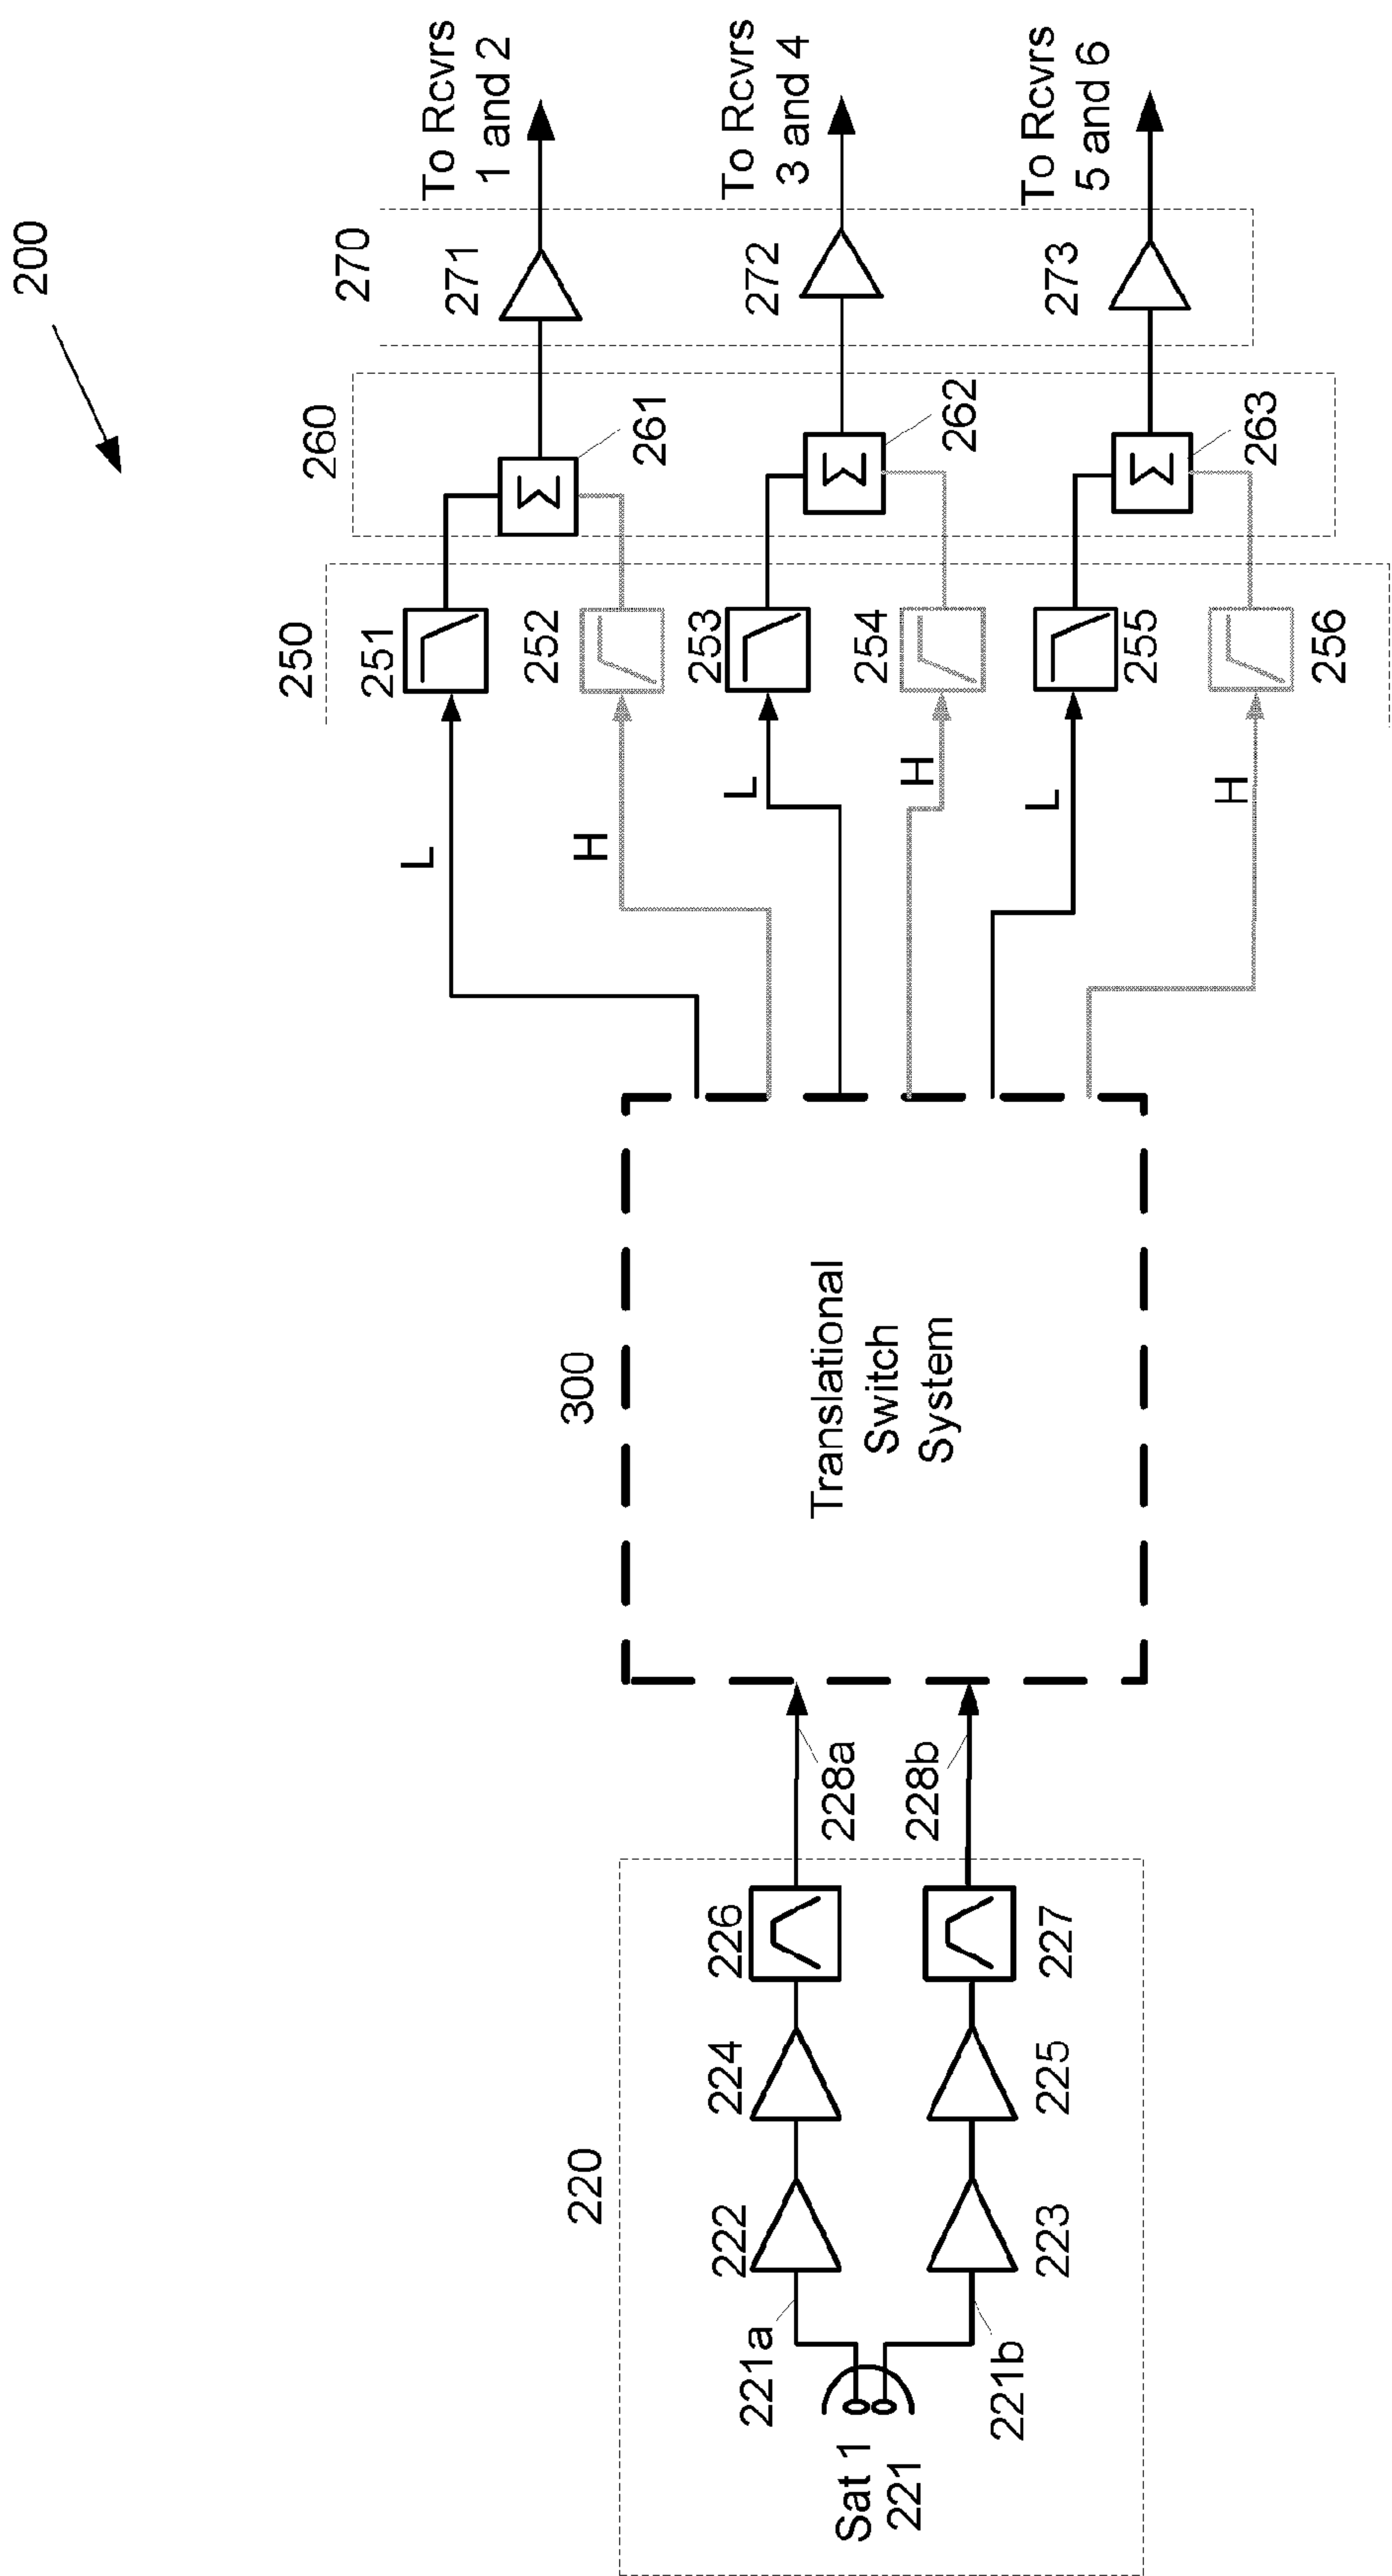 200
220
Sat 1
221
221a
221b
222
223
224
225
226
227
228a
228b
300
Translational
Switch
System
L
H
L
H
L
H
250
251
252
253
254
255
256
260
261
262
263
270
271
272
273
To Rcvrs
1 and 2
To Rcvrs
3 and 4
To Rcvrs
5 and 6
Σ
Σ
Σ